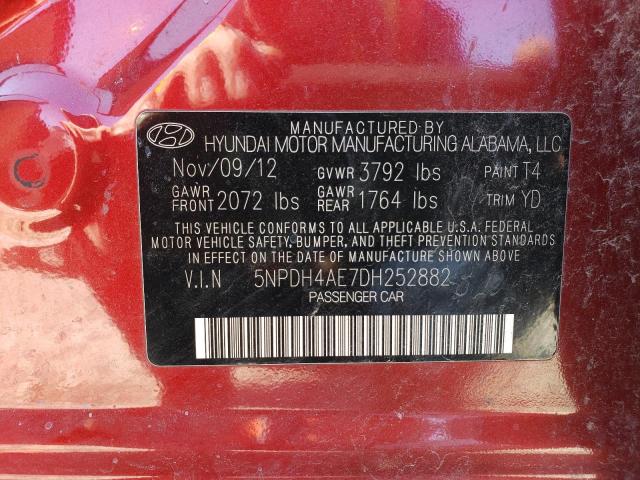 MANUFACTURED BY
HYUNDAI MOTOR MANUFACTURING ALABAMA, LLC
Nov/09/12 GVWR 3792 lbs PAINT T4
GAWR FRONT 2072 lbs GAWR REAR 1764 lbs TRIM YD
THIS VEHICLE CONFORMS TO ALL APPLICABLE U.S.A. FEDERAL
MOTOR VEHICLE SAFETY, BUMPER, AND THEFT PREVENTION STANDARDS
IN EFFECT ON THE DATE OF MANUFACTURE SHOWN ABOVE
V.I.N 5NPDH4AE7DH252882
PASSENGER CAR